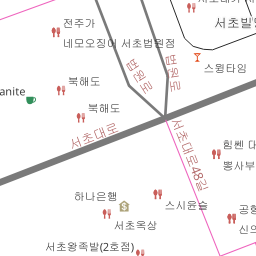 전주가
네모오징어 서초법원점
서초빌
스윙타임
법원로
법원로
북해도
anite
북해도
서초대로
서초대로48길
힘쎈 대
뽕사부
하나은행
스시윤슬
서초옥상
공항
신의
서초왕족발(2호점)